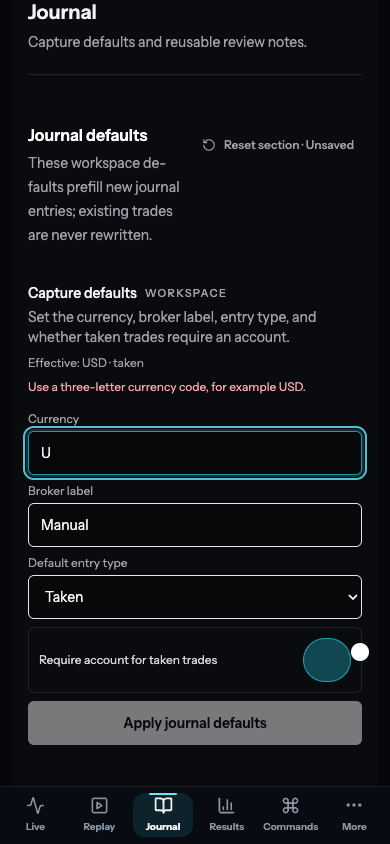 Journal
Capture defaults and reusable review notes.
Journal defaults
Reset section · Unsaved
These workspace de-
faults prefill new journal
entries; existing trades
are never rewritten.
Capture defaults WORKSPACE
Set the currency, broker label, entry type, and
whether taken trades require an account.
Effective: USD · taken
Use a three-letter currency code, for example USD.
Currency
U
Broker label
Manual
Default entry type
Taken
Require account for taken trades
Apply journal defaults
Live Replay Journal Results Commands More